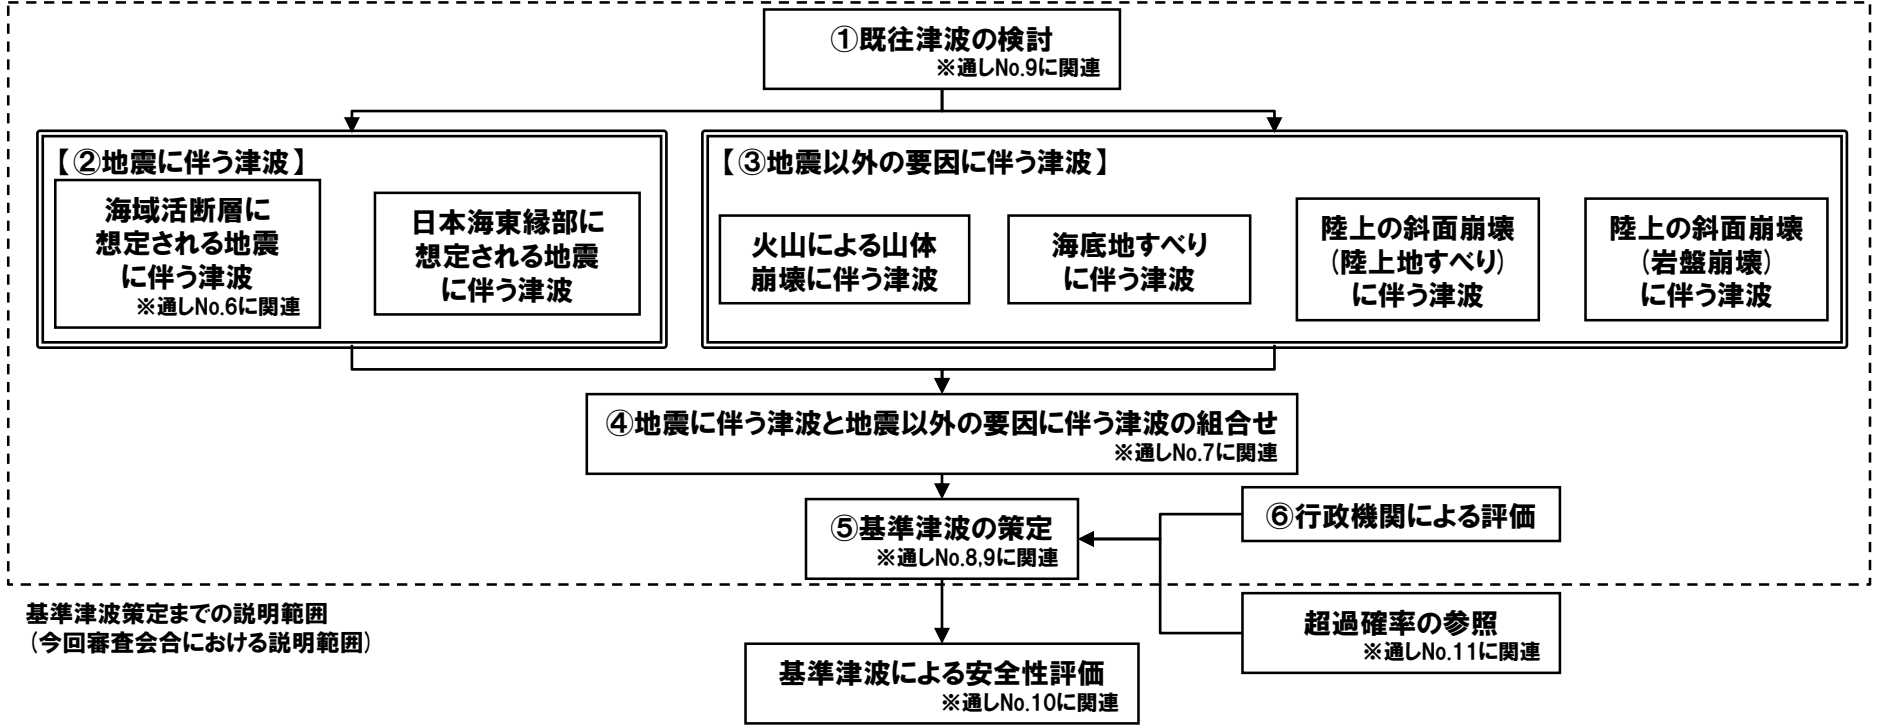 ①既往津波の検討
※通しNo.9に関連
【②地震に伴う津波】
海域活断層に
想定される地震
に伴う津波
※通しNo.6に関連
日本海東縁部に
想定される地震
に伴う津波
【③地震以外の要因に伴う津波】
火山による山体
崩壊に伴う津波
海底地すべり
に伴う津波
陸上の斜面崩壊
(陸上地すべり)
に伴う津波
陸上の斜面崩壊
(岩盤崩壊)
に伴う津波
④地震に伴う津波と地震以外の要因に伴う津波の組合せ
※通しNo.7に関連
⑤基準津波の策定
※通しNo.8,9に関連
⑥行政機関による評価
基準津波策定までの説明範囲
(今回審査会合における説明範囲)
超過確率の参照
※通しNo.11に関連
基準津波による安全性評価
※通しNo.10に関連